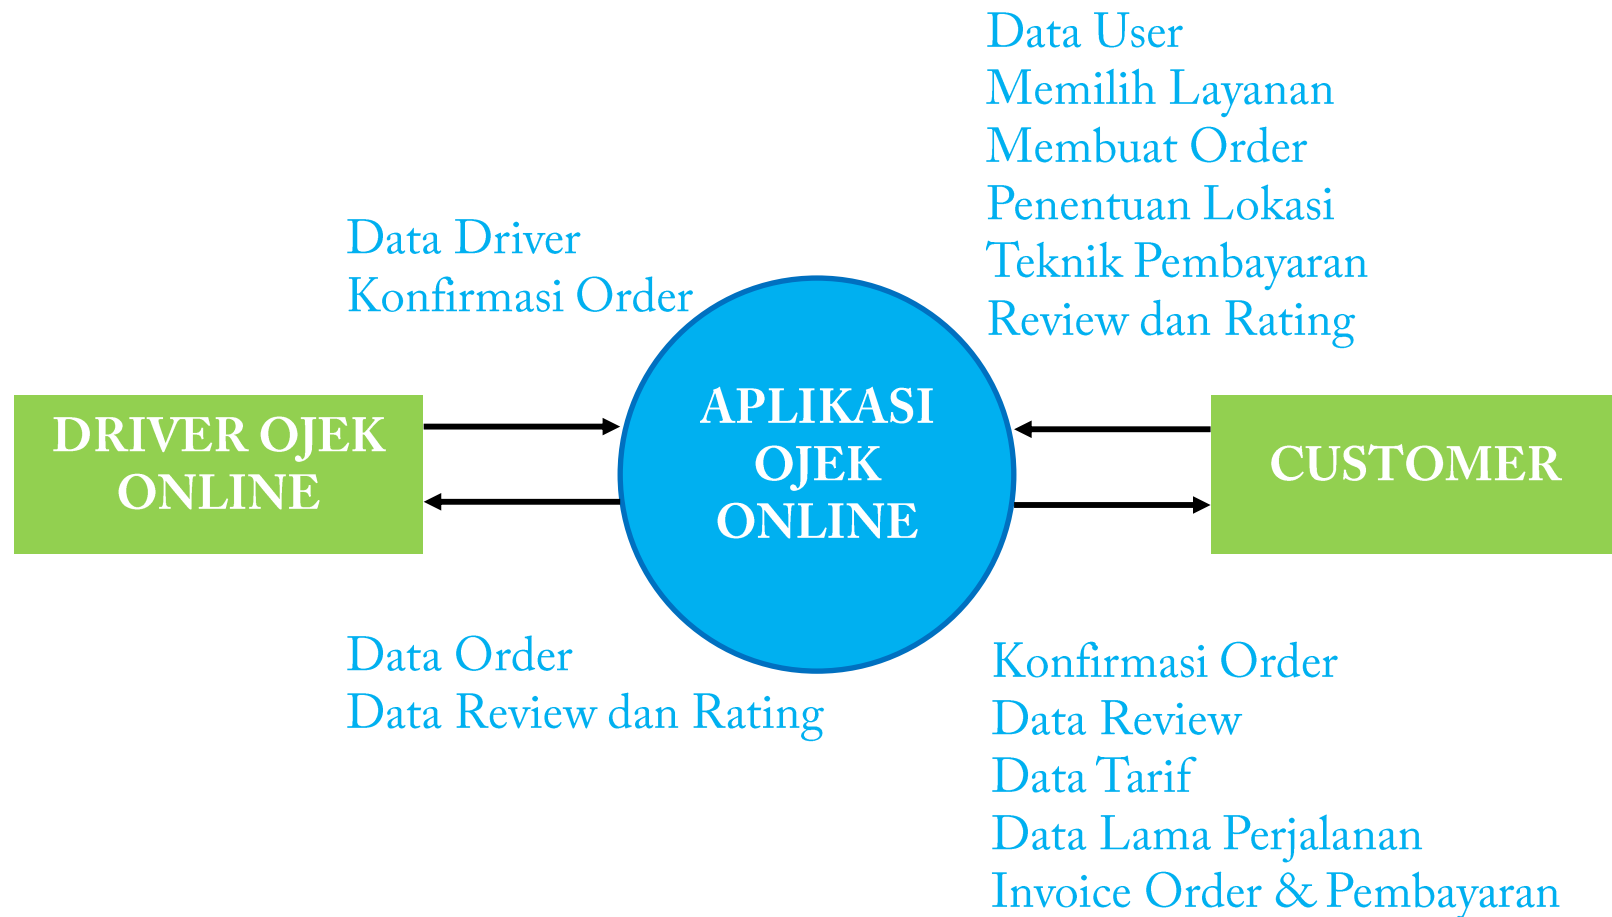 Data User
Memilih Layanan
Membuat Order
Penentuan Lokasi
Teknik Pembayaran
Review dan Rating
Data Driver
Konfirmasi Order
DRIVER OJEK
ONLINE
APLIKASI
OJEK
ONLINE
CUSTOMER
Data Order
Data Review dan Rating
Konfirmasi Order
Data Review
Data Tarif
Data Lama Perjalanan
Invoice Order & Pembayaran